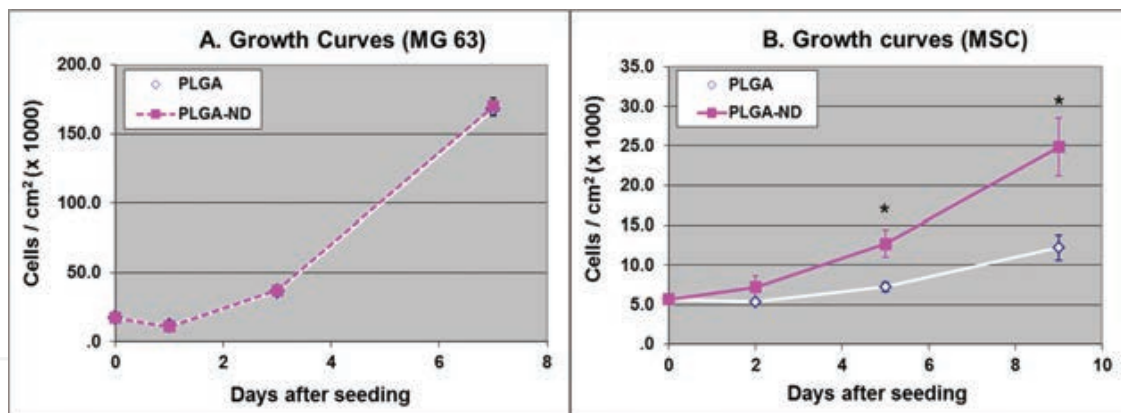 A. Growth Curves (MG 63)
200.0
150.0
100.0
50.0
.0
Cells / cm² (x 1000)
PLGA
PLGA-ND
0 2 4 6 8
Days after seeding
B. Growth curves (MSC)
35.0
30.0
25.0
20.0
15.0
10.0
5.0
.0
Cells / cm² (x 1000)
PLGA
PLGA-ND
*
*
0 2 4 6 8 10
Days after seeding